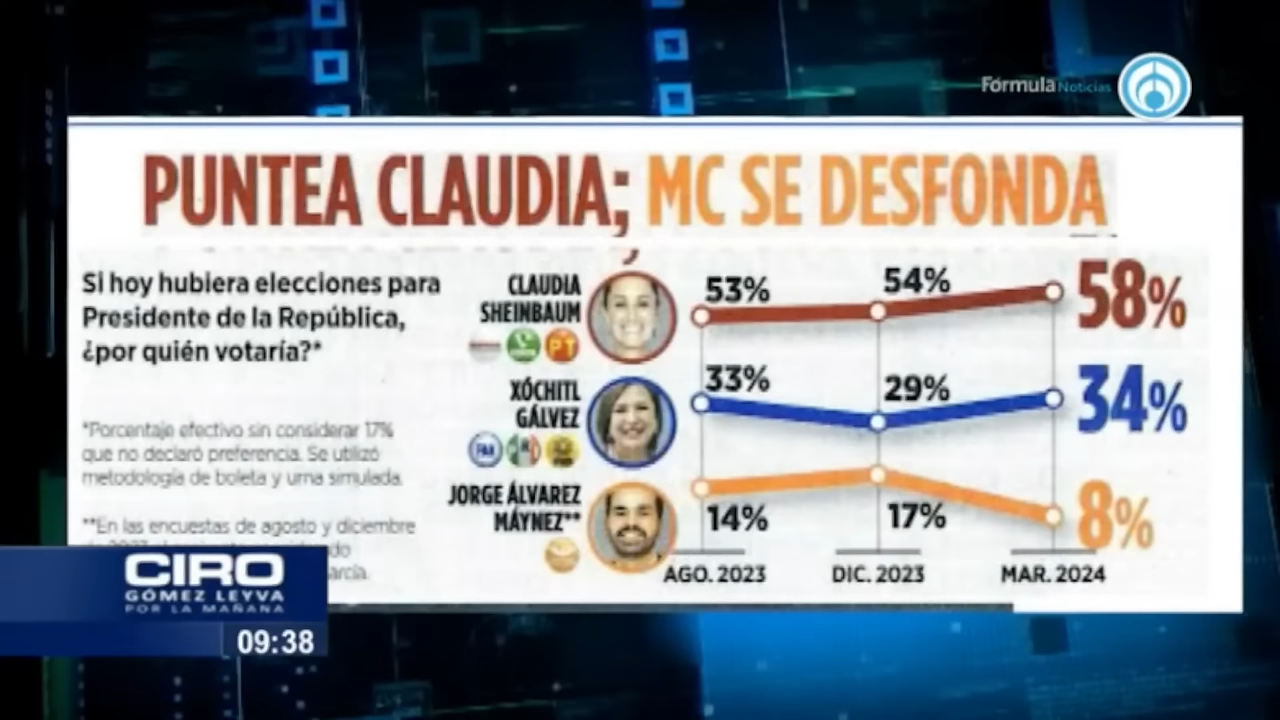 Fórmula Noticias
PUNTEA CLAUDIA; MC SE DESFONDA
Si hoy hubiera elecciones para
Presidente de la República,
¿por quién votaría?*
*Porcentaje efectivo sin considerar 17%
que no declaró preferencia. Se utilizó
metodología de boleta y urna simulada.
**En las encuestas de agosto y diciembre
CLAUDIA
SHEINBAUM
PT
53%
54%
58%
XÓCHITL
GÁLVEZ
PAN
33%
29%
34%
JORGE ÁLVAREZ
MÁYNEZ**
14%
17%
8%
AGO. 2023
DIC. 2023
MAR. 2024
CIRO
GÓMEZ LEYVA
POR LA MAÑANA
09:38